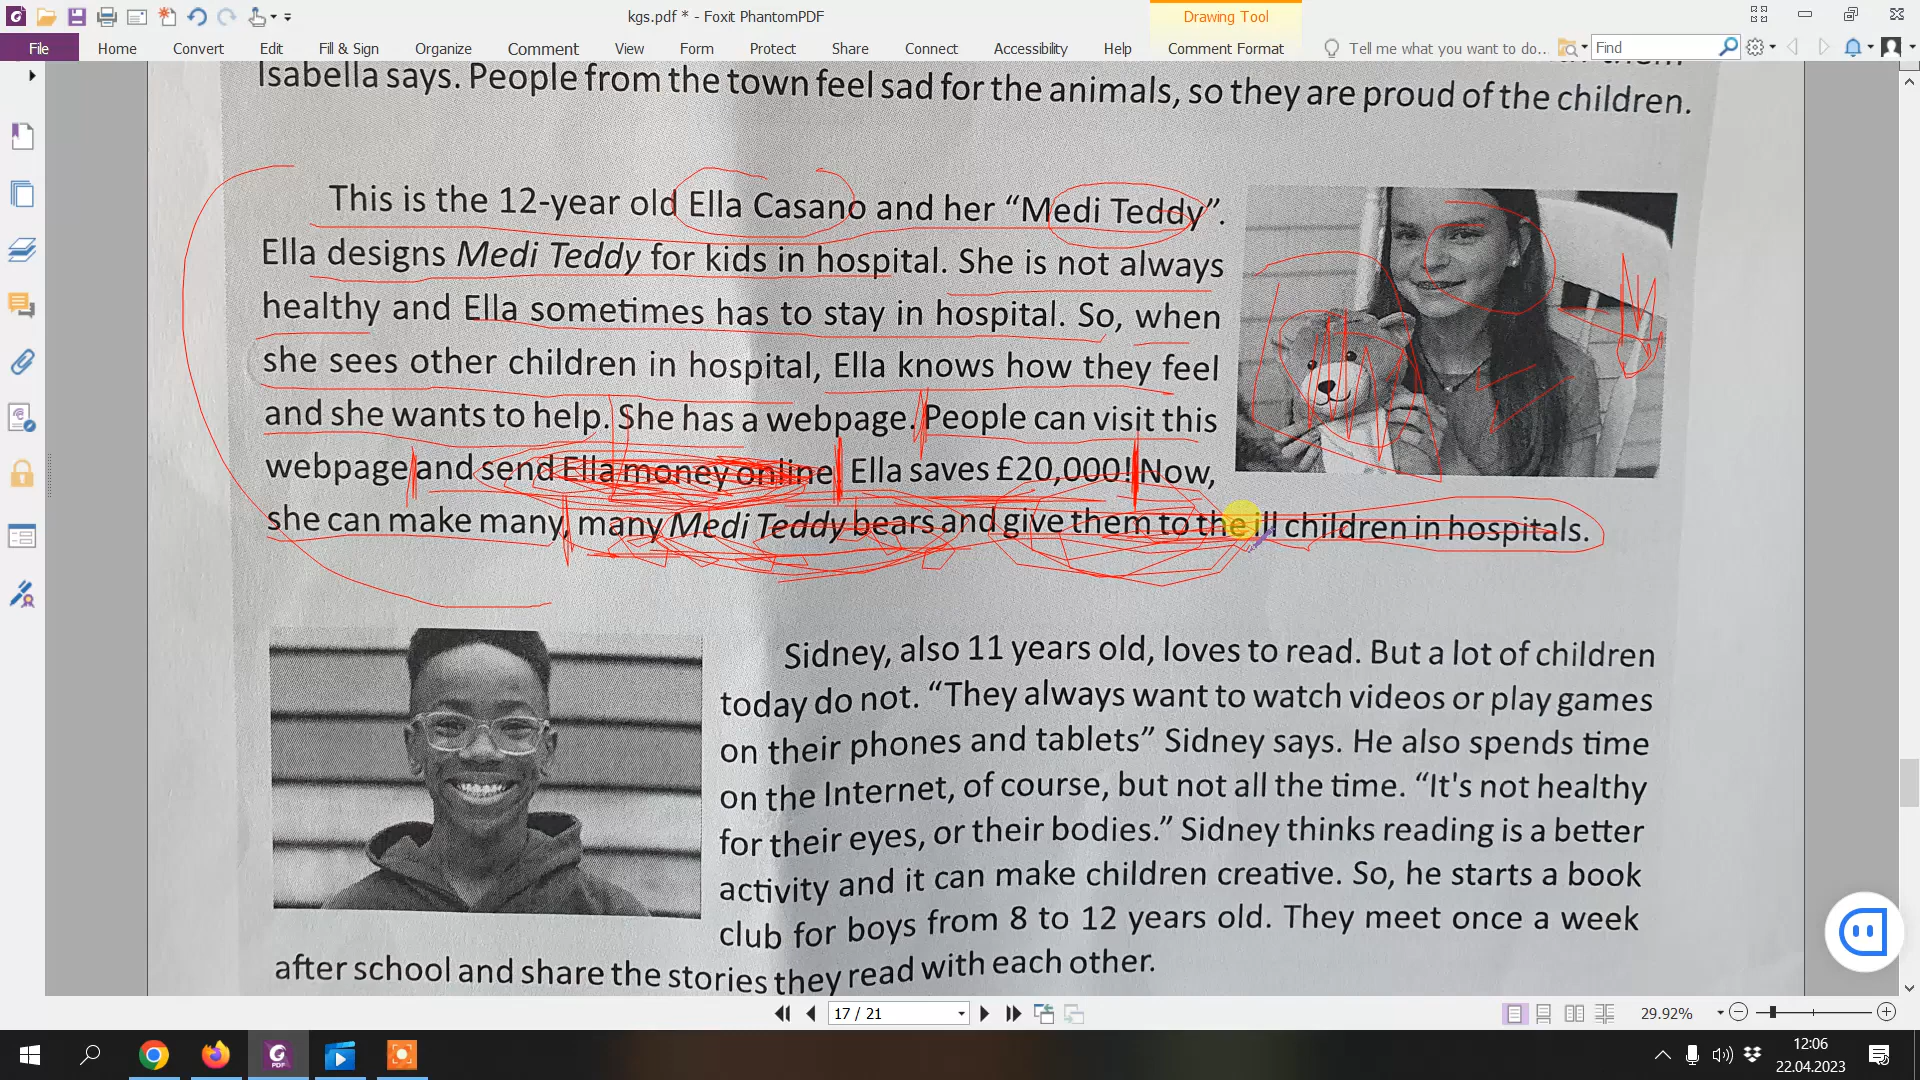 kgs.pdf * - Foxit PhantomPDF
Drawing Tool
File Home Convert Edit Fill & Sign Organize Comment View Form Protect Share Connect Accessibility Help Comment Format Tell me what you want to do.. Find
Isabella says. People from the town feel sad for the animals, so they are proud of the children.
This is the 12-year old Ella Casano and her “Medi Teddy”.
Ella designs Medi Teddy for kids in hospital. She is not always
healthy and Ella sometimes has to stay in hospital. So, when
she sees other children in hospital, Ella knows how they feel
and she wants to help. She has a webpage. People can visit this
webpage and send Ella money online. Ella saves £20,000! Now,
she can make many, many Medi Teddy bears and give them to the ill children in hospitals.
Sidney, also 11 years old, loves to read. But a lot of children
today do not. “They always want to watch videos or play games
on their phones and tablets” Sidney says. He also spends time
on the Internet, of course, but not all the time. “It's not healthy
for their eyes, or their bodies.” Sidney thinks reading is a better
activity and it can make children creative. So, he starts a book
club for boys from 8 to 12 years old. They meet once a week
after school and share the stories they read with each other.
17 / 21
29.92%
PDF
12:06
22.04.2023